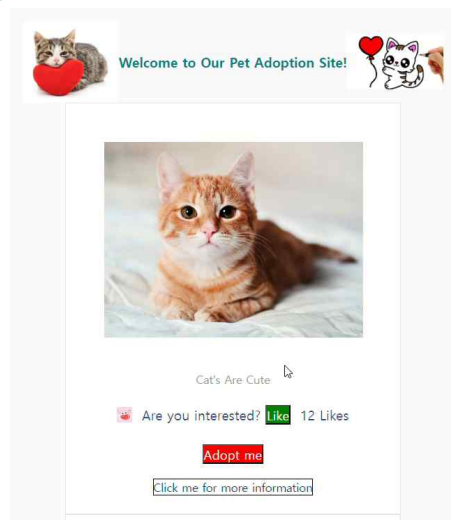 Welcome to Our Pet Adoption Site!
Cat's Are Cute
Are you interested? Like 12 Likes
Adopt me
Click me for more information